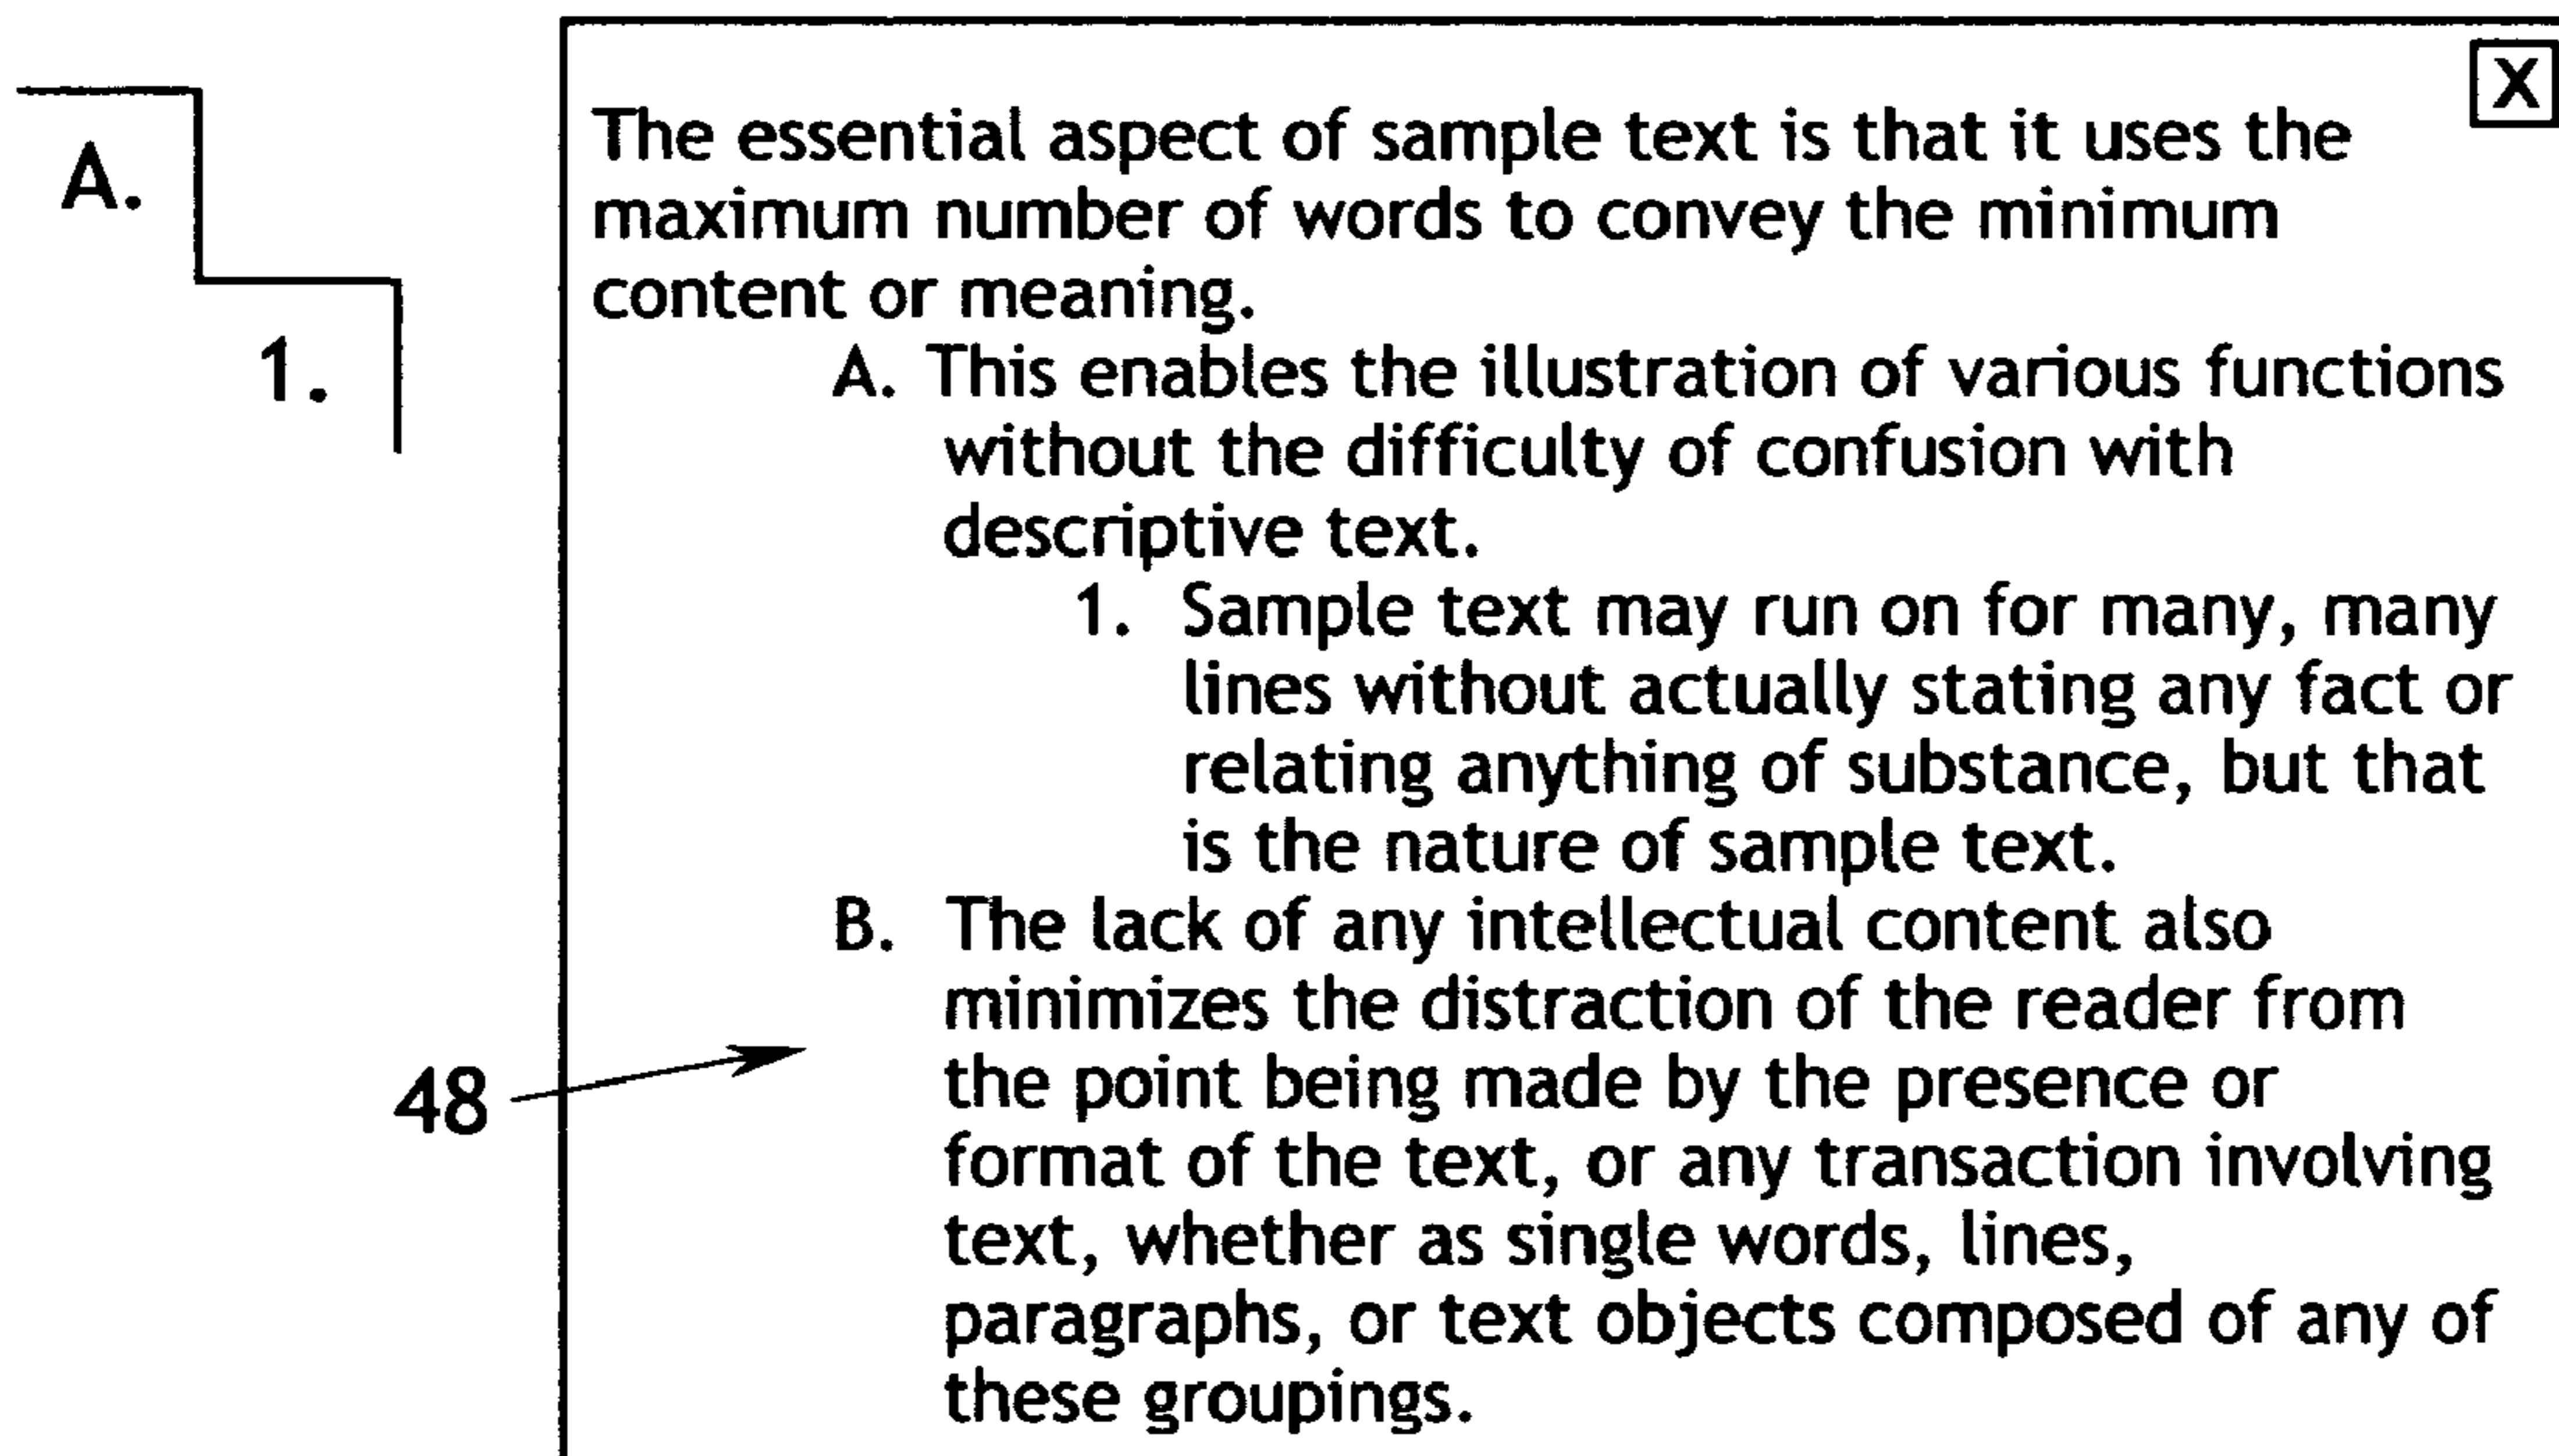 X
A.
1.
The essential aspect of sample text is that it uses the
maximum number of words to convey the minimum
content or meaning.
A. This enables the illustration of various functions
without the difficulty of confusion with
descriptive text.
1. Sample text may run on for many, many
lines without actually stating any fact or
relating anything of substance, but that
is the nature of sample text.
B. The lack of any intellectual content also
minimizes the distraction of the reader from
the point being made by the presence or
format of the text, or any transaction involving
text, whether as single words, lines,
paragraphs, or text objects composed of any of
these groupings.
48